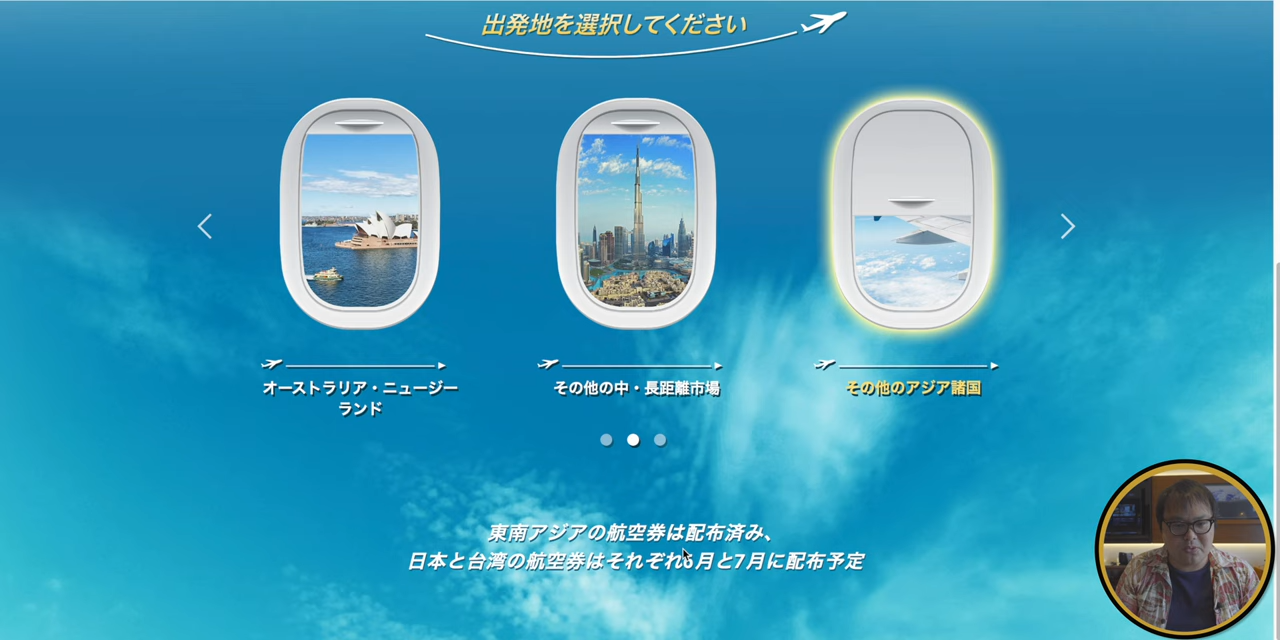 出発地を選択してください
オーストラリア・ニュージー
ランド
その他の中・長距離市場
その他のアジア諸国
東南アジアの航空券は配布済み、
日本と台湾の航空券はそれぞれ月と7月に配布予定